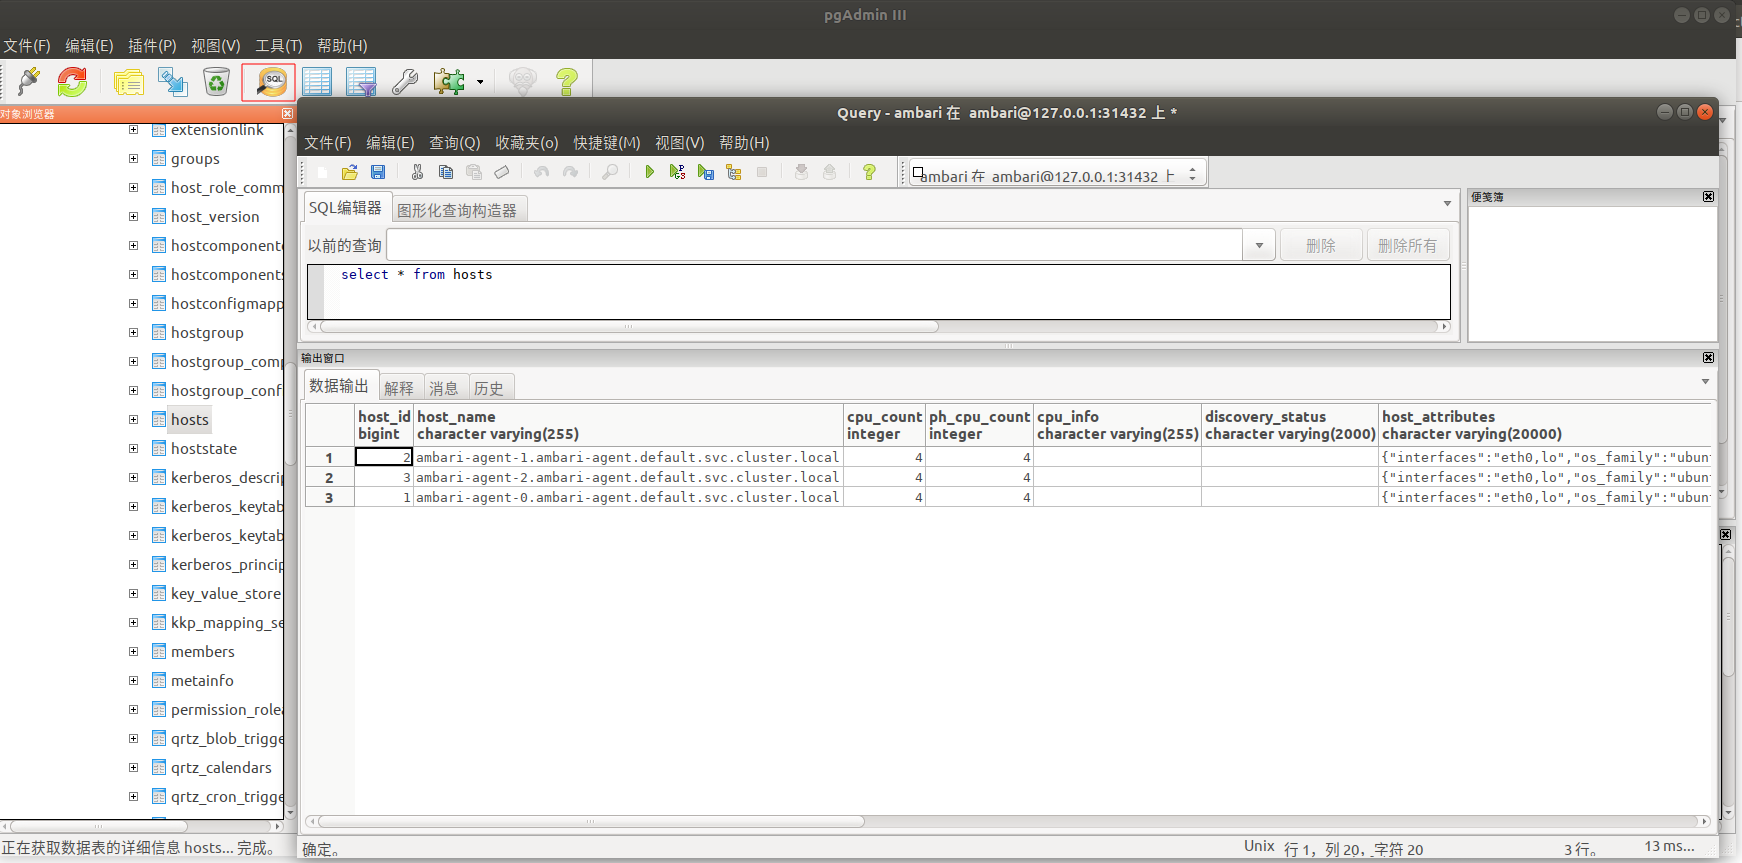 pgAdmin III
文件(F) 编辑(E) 插件(P) 视图(V) 工具(T) 帮助(H)
SQL
对象浏览器
extensionlink
groups
host_role_comm
host_version
hostcomponent
hostcomponents
hostconfigmapp
hostgroup
hostgroup_comp
hostgroup_conf
hosts
hoststate
kerberos_descrip
kerberos_keytab
kerberos_keytab
kerberos_princip
key_value_store
kkp_mapping_se
members
metainfo
permission_role
qrtz_blob_trigge
qrtz_calendars
qrtz_cron_trigge
正在获取数据表的详细信息 hosts... 完成。
Query - ambari 在 ambari@127.0.0.1:31432 上 *
文件(F) 编辑(E) 查询(Q) 收藏夹(o) 快捷键(M) 视图(V) 帮助(H)
ambari 在 ambari@127.0.0.1:31432 上
SQL编辑器 图形化查询构造器
便笺簿
以前的查询 删除 删除所有
select * from hosts
输出窗口
数据输出 解释 消息 历史
host_id host_name cpu_count ph_cpu_count cpu_info discovery_status host_attributes
bigint character varying(255) integer integer character varying(255) character varying(2000) character varying(20000)
1 2 ambari-agent-1.ambari-agent.default.svc.cluster.local 4 4 {"interfaces":"eth0,lo","os_family":"ubun
2 3 ambari-agent-2.ambari-agent.default.svc.cluster.local 4 4 {"interfaces":"eth0,lo","os_family":"ubun
3 1 ambari-agent-0.ambari-agent.default.svc.cluster.local 4 4 {"interfaces":"eth0,lo","os_family":"ubun
确定。 Unix 行 1, 列 20, 字符 20 3 行。 13 ms...